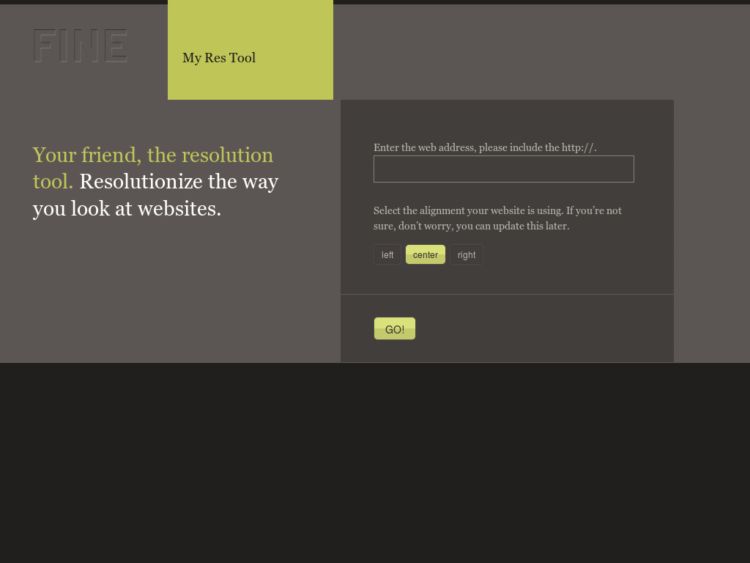 FINE
My Res Tool
Your friend, the resolution
tool. Resolutionize the way
you look at websites.
Enter the web address, please include the http://.
Select the alignment your website is using. If you're not
sure, don't worry, you can update this later.
left center right
GO!